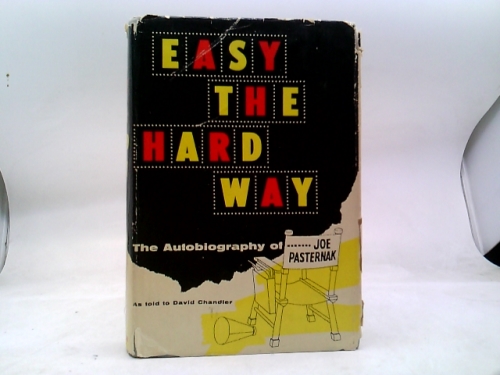 EASY
THE
HARD
WAY
The Autobiography of
JOE
PASTERNAK
As told to David Chandler